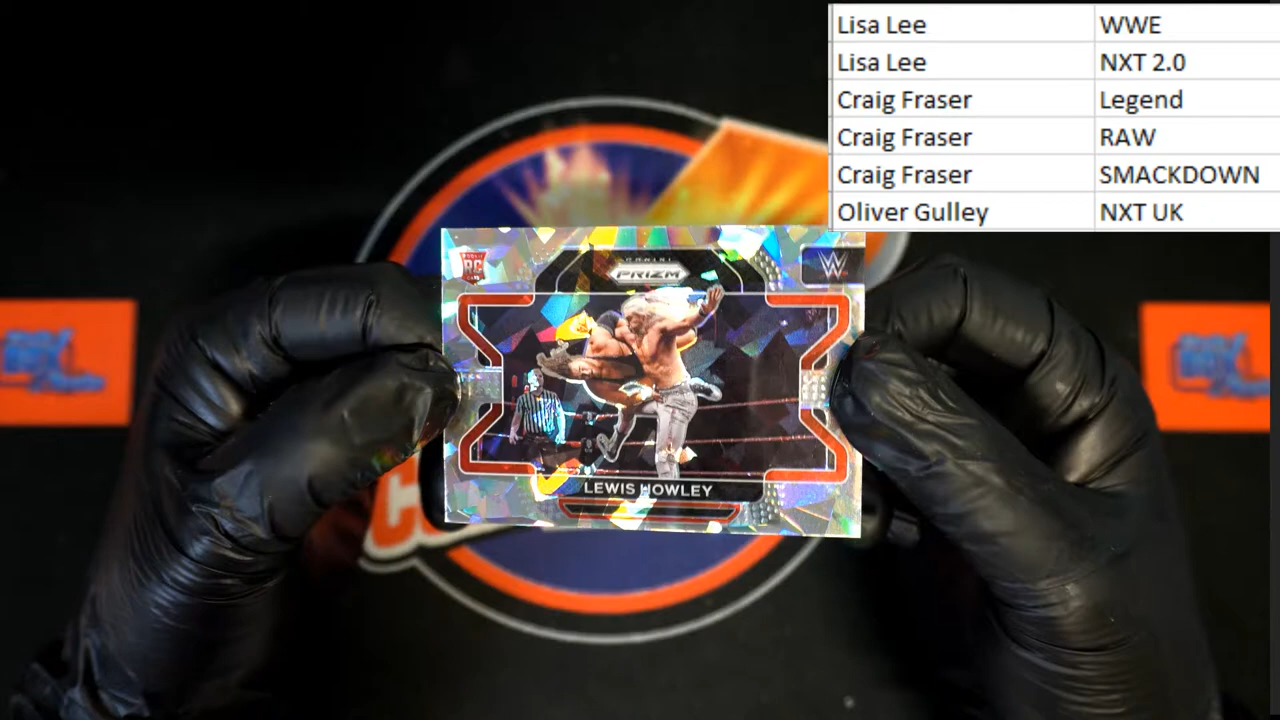 Lisa Lee WWE
Lisa Lee NXT 2.0
Craig Fraser Legend
Craig Fraser RAW
Craig Fraser SMACKDOWN
Oliver Gulley NXT UK
PANINI
PRIZM
RC
W
LEWIS HOWLEY